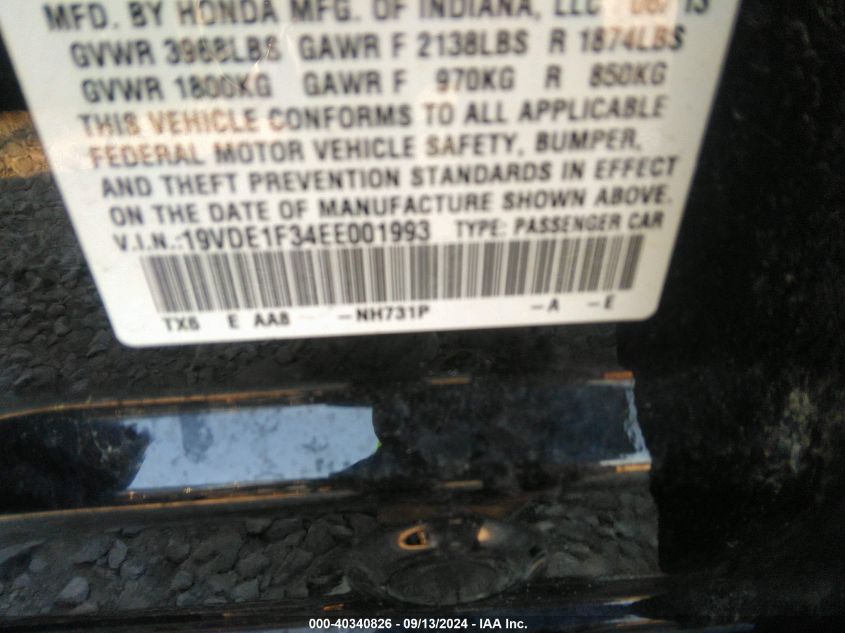 MFD. BY HONDA MFG. OF INDIANA, LLC 13
GVWR 3968LBS GAWR F 2138LBS R 1874LBS
GVWR 1800KG GAWR F 970KG R 850KG
THIS VEHICLE CONFORMS TO ALL APPLICABLE
FEDERAL MOTOR VEHICLE SAFETY, BUMPER,
AND THEFT PREVENTION STANDARDS IN EFFECT
ON THE DATE OF MANUFACTURE SHOWN ABOVE.
V.I.N.:19VDE1F34EE001993 TYPE: PASSENGER CAR
TX6 E AA8 -NH731P -A -E
000-40340826 - 09/13/2024 - IAA Inc.